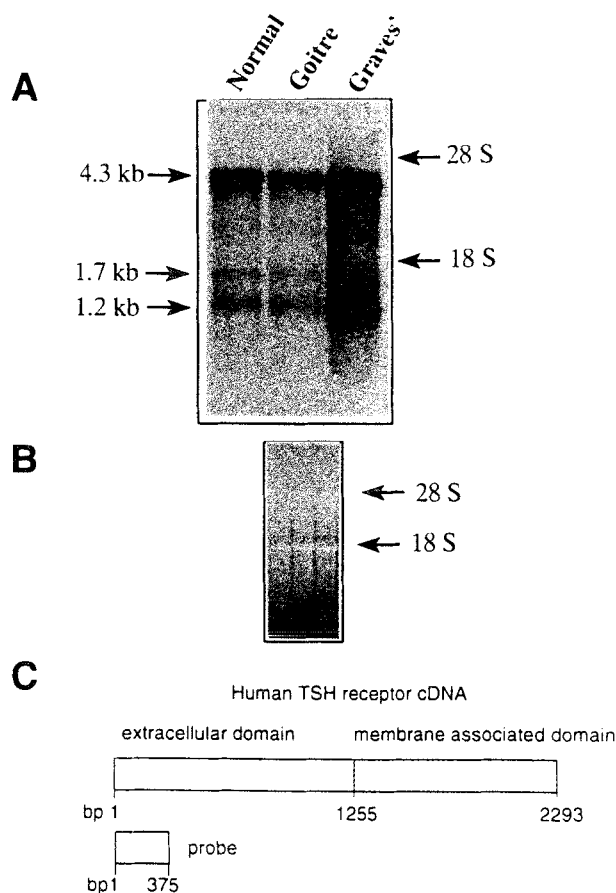 Normal Goitre Graves'
A
28 S
4.3 kb
18 S
1.7 kb
1.2 kb
B
28 S
18 S
C
Human TSH receptor cDNA
extracellular domain membrane associated domain
bp 1 1255 2293
probe
bp1 375